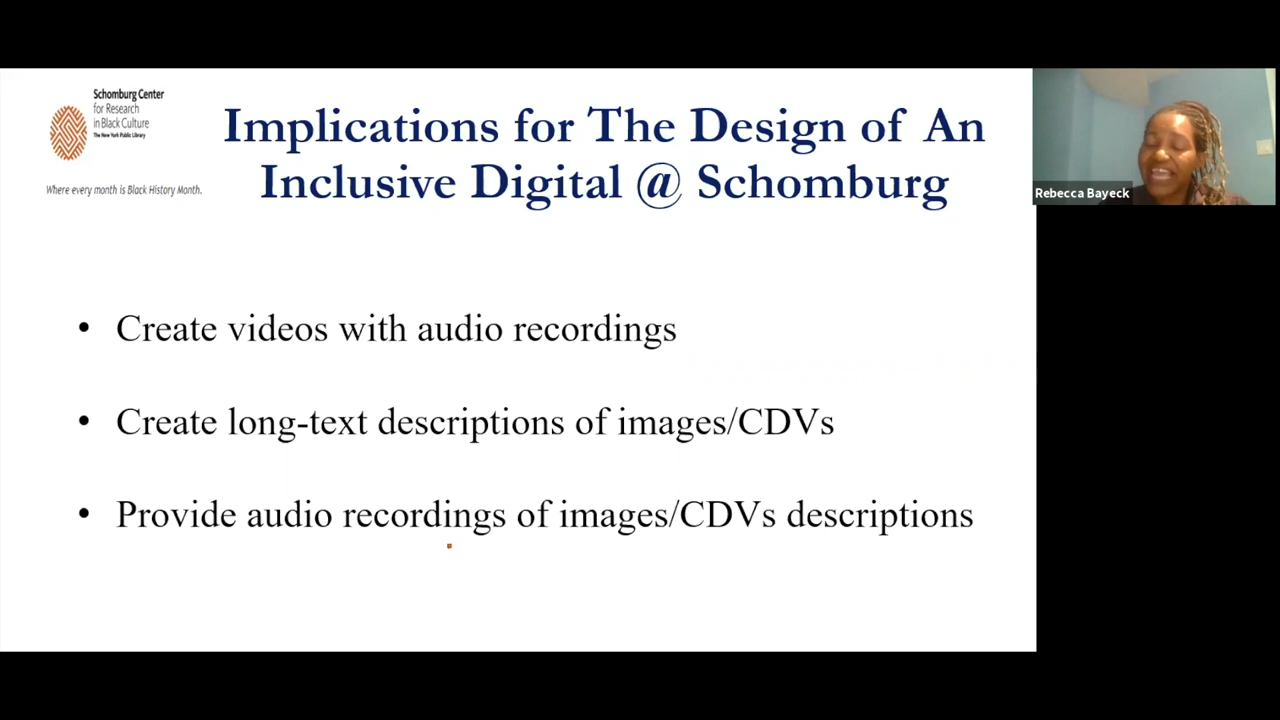 Schomburg Center
for Research
in Black Culture
The New York Public Library
Where every month is Black History Month.
Implications for The Design of An
Inclusive Digital @ Schomburg
Rebecca Bayeck
• Create videos with audio recordings
• Create long-text descriptions of images/CDVs
• Provide audio recordings of images/CDVs descriptions